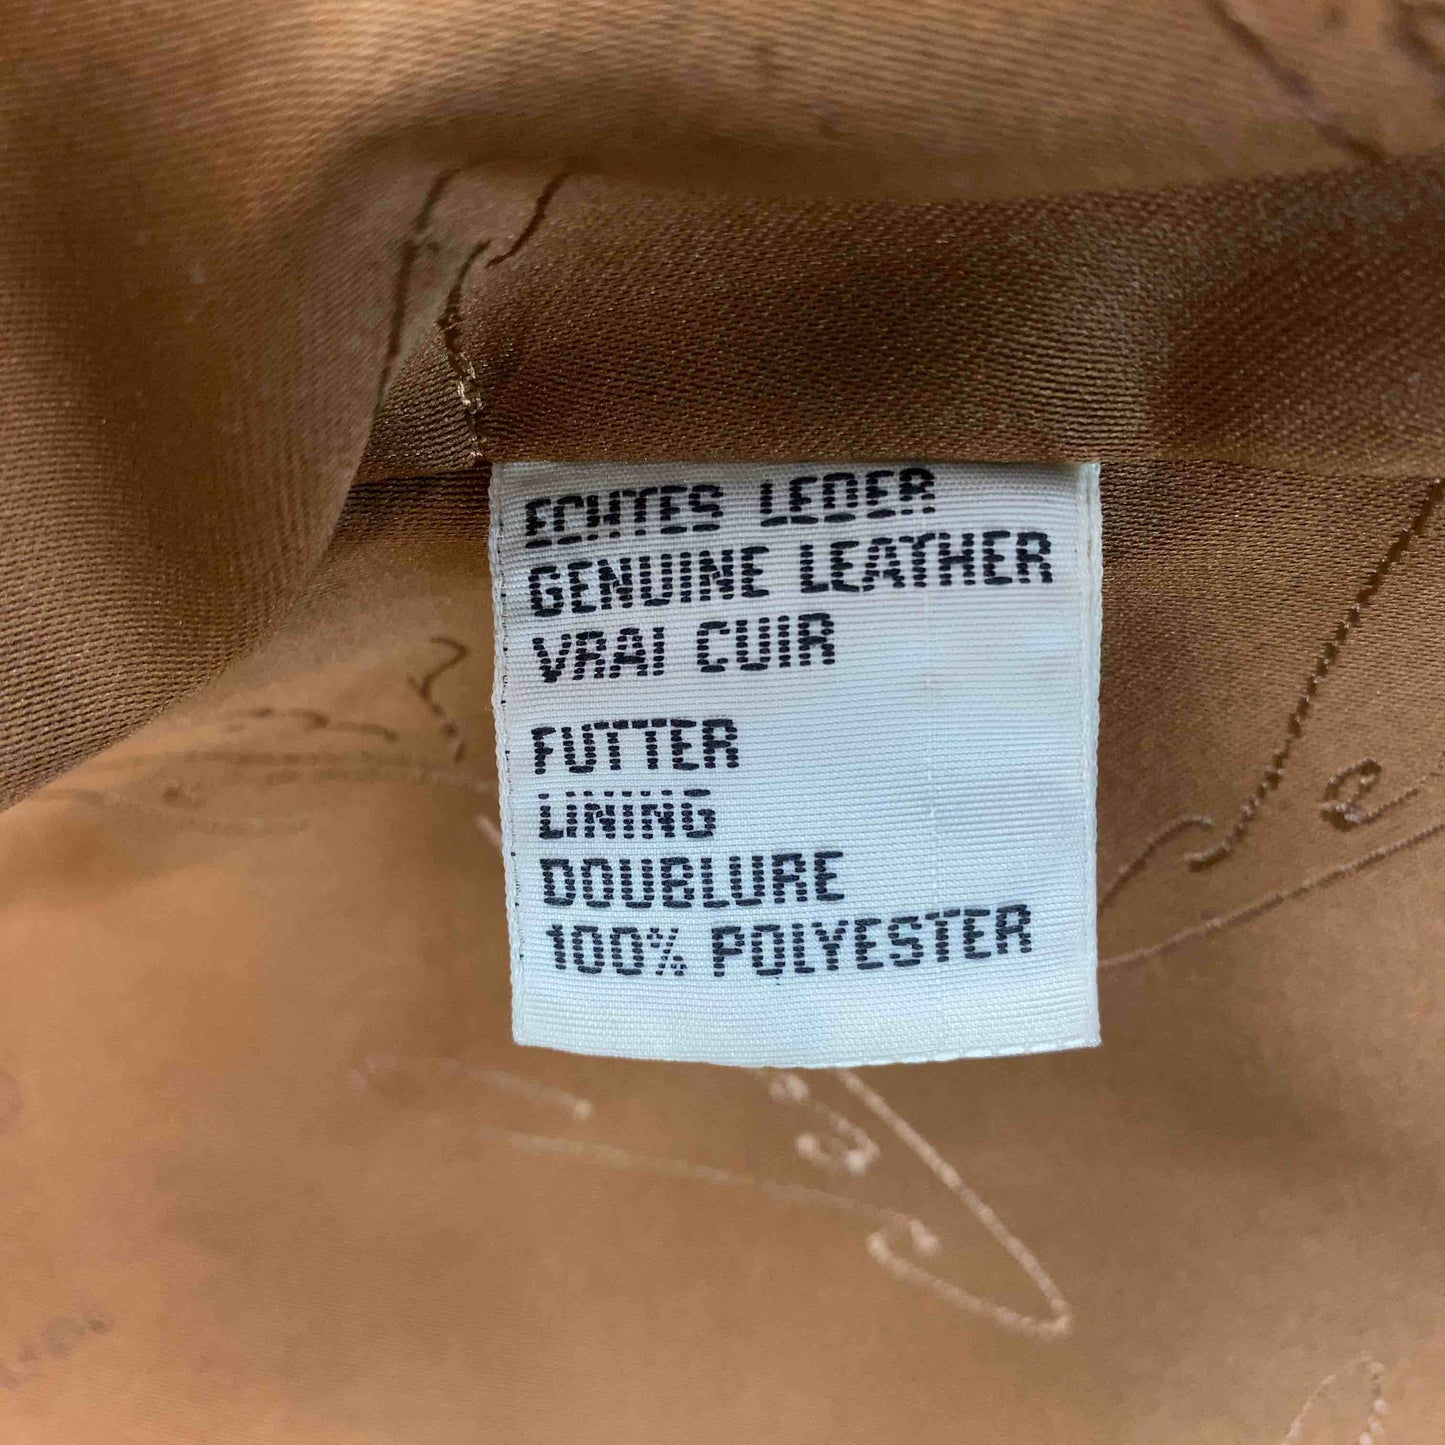 ECHTES LEDER
GENUINE LEATHER
VRAI CUIR
FUTTER
LINING
DOUBLURE
100% POLYESTER